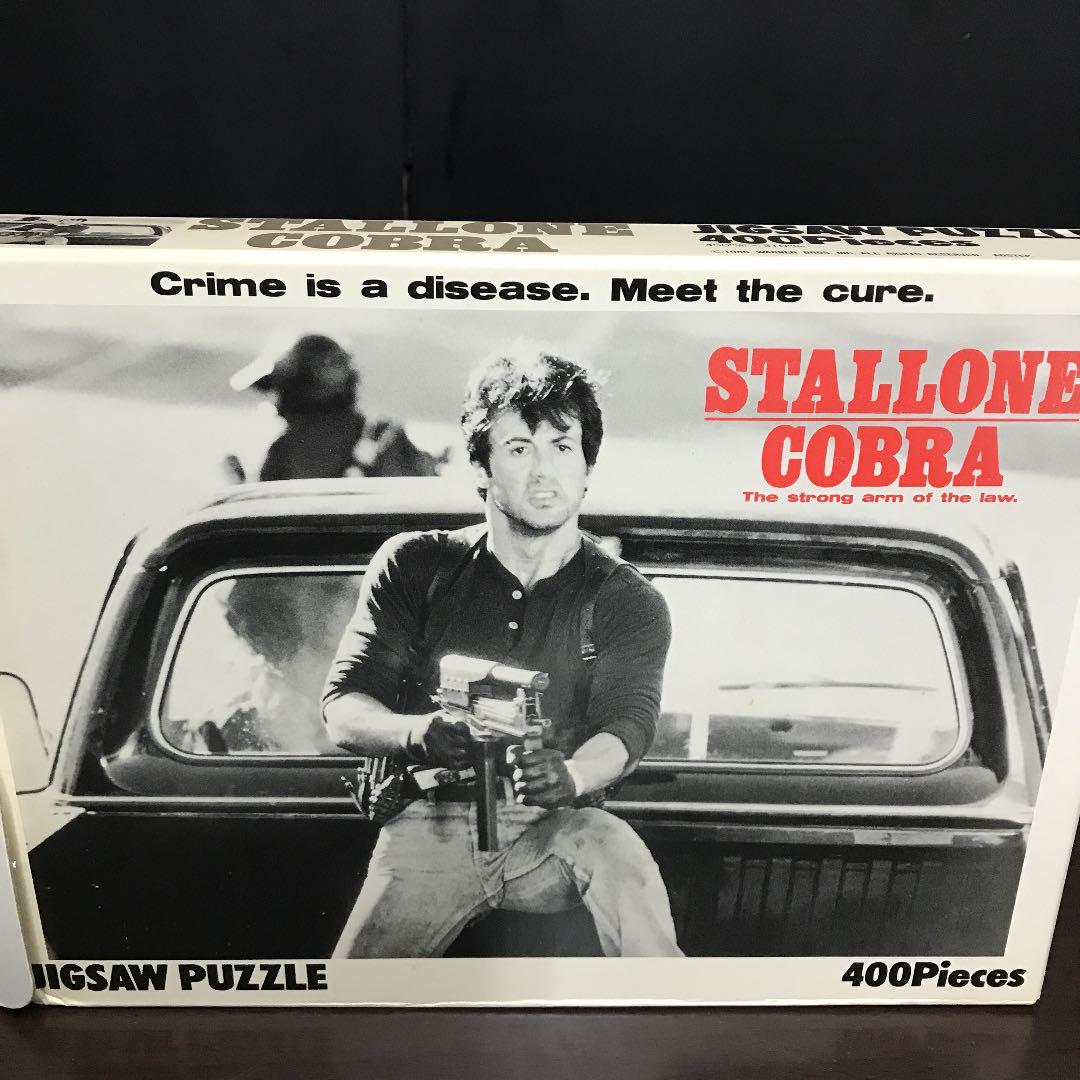 STALLONE
COBRA
JIGSAW PUZZLE
400Pieces
Crime is a disease. Meet the cure.
STALLONE
COBRA
The strong arm of the law.
JIGSAW PUZZLE
400Pieces